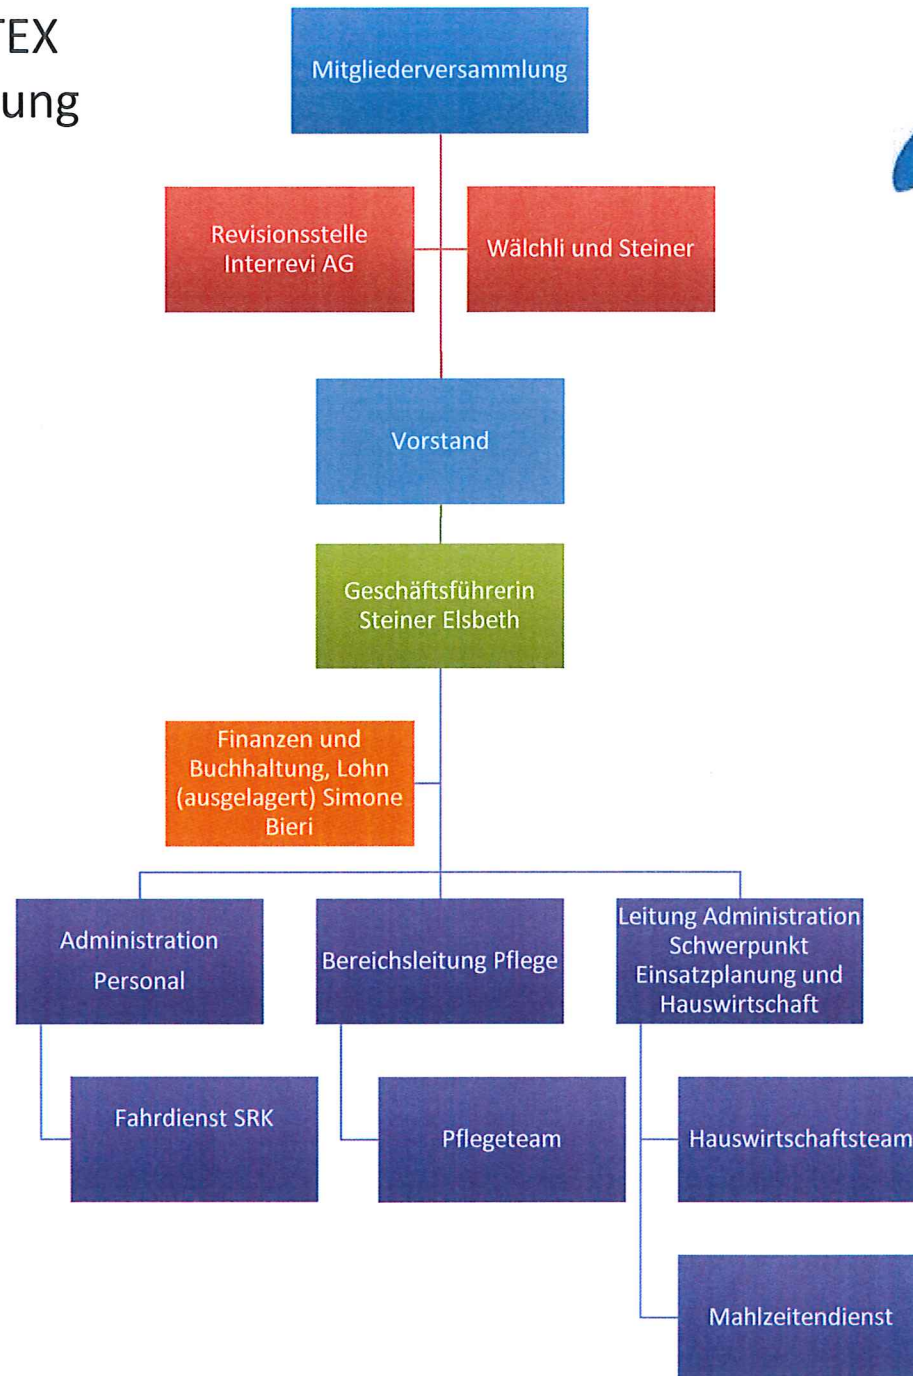 TEX
ung
Mitgliederversammlung
Revisionsstelle
Interrevi AG
Wälchli und Steiner
Vorstand
Geschäftsführerin
Steiner Elsbeth
Finanzen und
Buchhaltung, Lohn
(ausgelagert) Simone
Bieri
Administration
Personal
Bereichsleitung Pflege
Leitung Administration
Schwerpunkt
Einsatzplanung und
Hauswirtschaft
Fahrdienst SRK
Pflegeteam
Hauswirtschaftsteam
Mahlzeitendienst